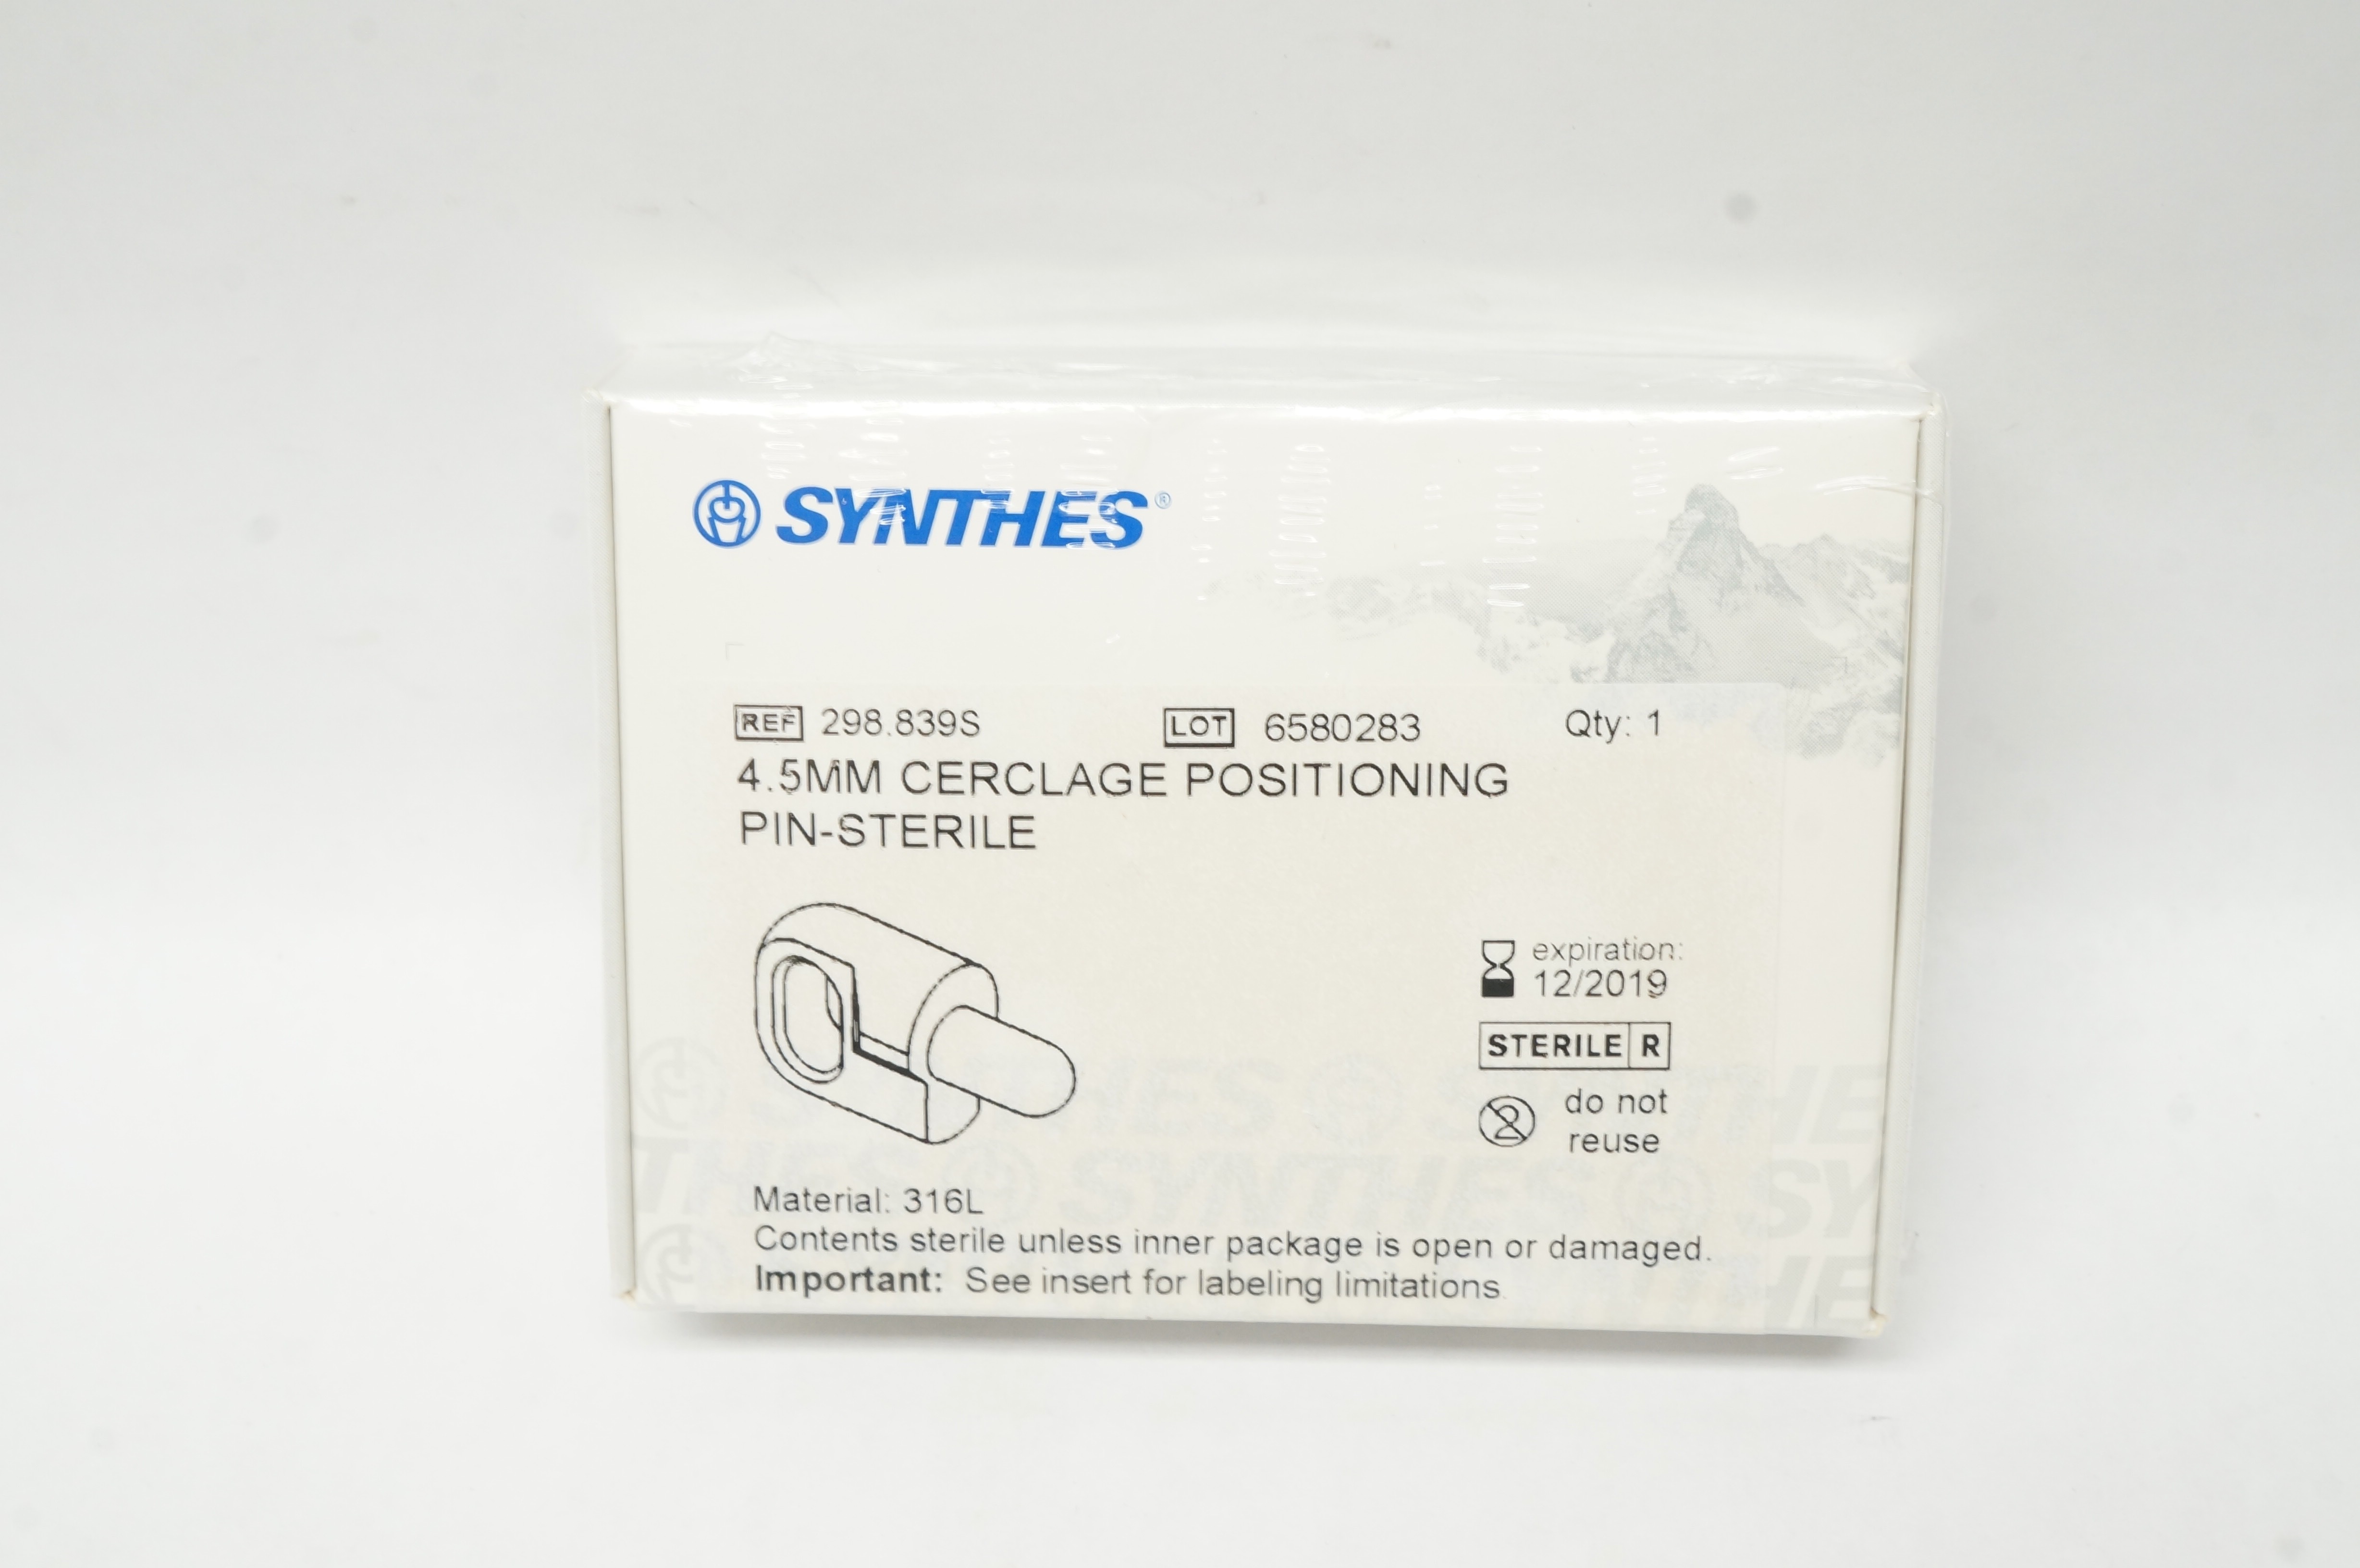 SYNTHES®
REF 298.839S LOT 6580283 Qty: 1
4.5MM CERCLAGE POSITIONING
PIN-STERILE
expiration:
12/2019
STERILE R
2 do not
reuse
Material: 316L
Contents sterile unless inner package is open or damaged.
Important: See insert for labeling limitations.